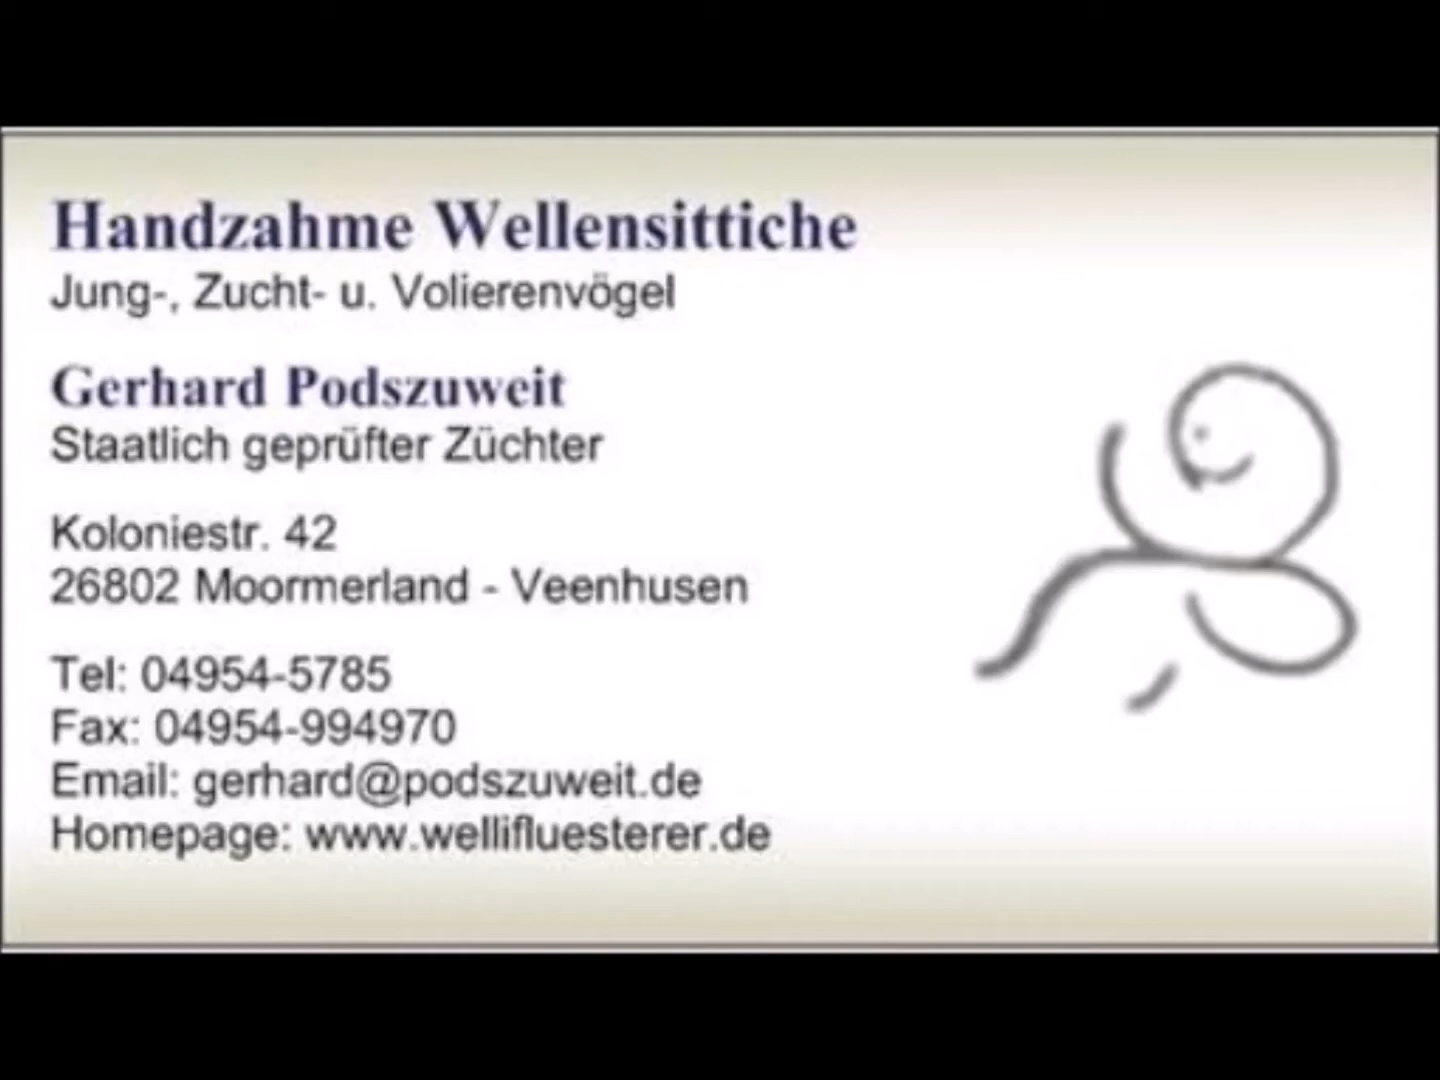 Handzahme Wellensittiche
Jung-, Zucht- u. Volierenvögel
Gerhard Podszuweit
Staatlich geprüfter Züchter
Koloniestr. 42
26802 Moormerland - Veenhusen
Tel: 04954-5785
Fax: 04954-994970
Email: gerhard@podszuweit.de
Homepage: www.wellifluesterer.de